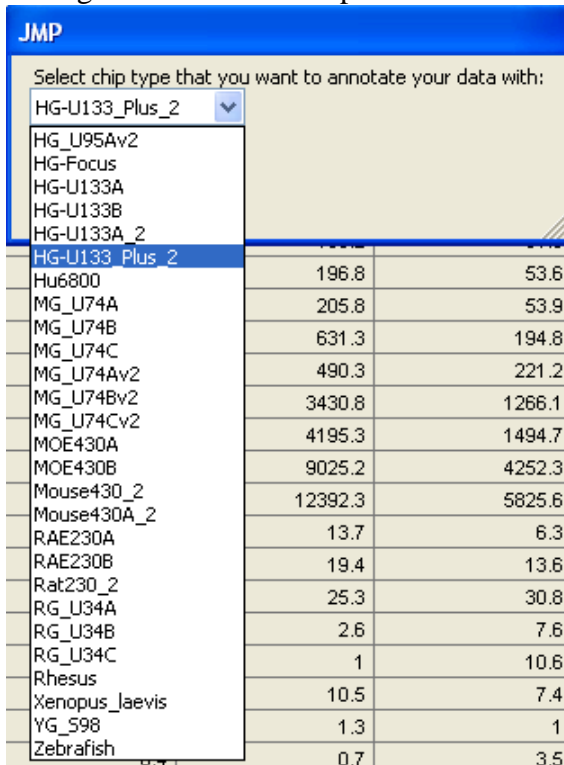 JMP
Select chip type that you want to annotate your data with:
HG-U133_Plus_2
HG_U95Av2
HG-Focus
HG-U133A
HG-U133B
HG-U133A_2
HG-U133_Plus_2
Hu6800
MG_U74A
MG_U74B
MG_U74C
MG_U74Av2
MG_U74Bv2
MG_U74Cv2
MOE430A
MOE430B
Mouse430_2
Mouse430A_2
RAE230A
RAE230B
Rat230_2
RG_U34A
RG_U34B
RG_U34C
Rhesus
Xenopus_laevis
YG_S98
Zebrafish
196.8 53.6
205.8 53.9
631.3 194.8
490.3 221.2
3430.8 1266.1
4195.3 1494.7
9025.2 4252.3
12392.3 5825.6
13.7 6.3
19.4 13.6
25.3 30.8
2.6 7.6
1 10.6
10.5 7.4
1.3 1
0.7 3.5